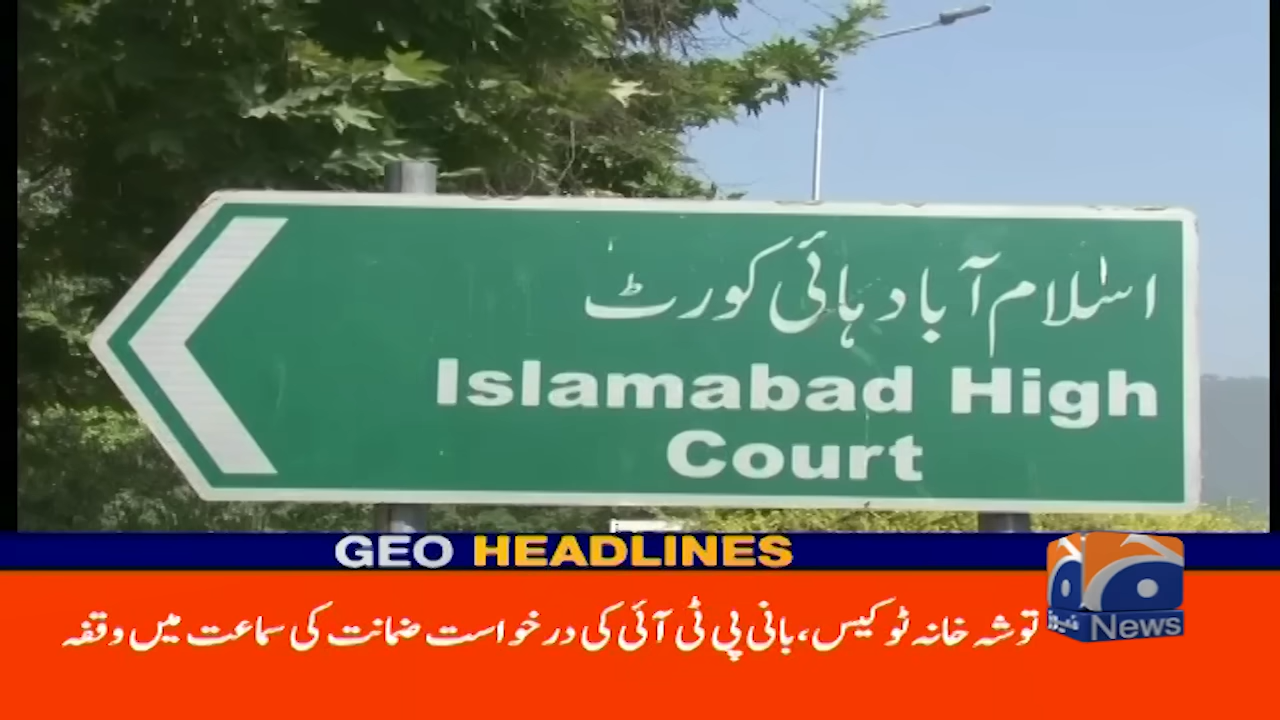 اسلام آباد ہائی کورٹ
Islamabad High
Court
GEO HEADLINES
توشہ خانہ ٹو کیس، بانی پی ٹی آئی کی درخواست ضمانت کی سماعت میں وقفہ
نیوز News